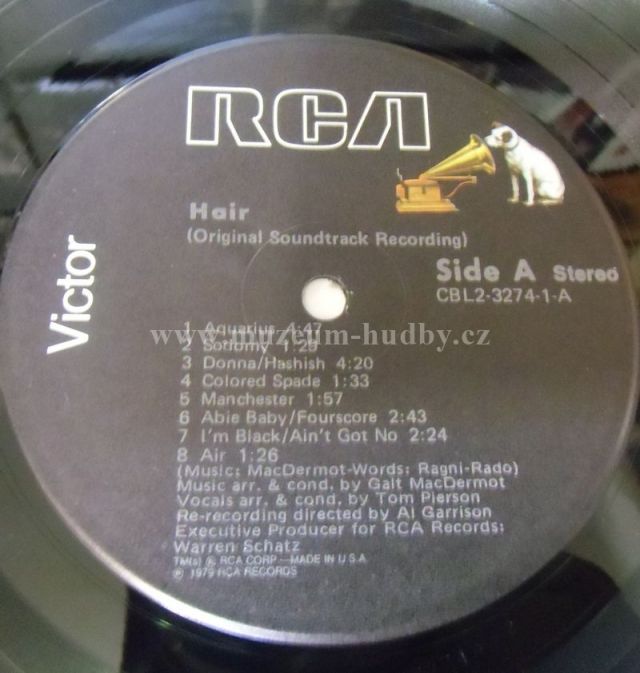 RCA
Victor
Hair
(Original Soundtrack Recording)
Side A Stereo
CBL2-3274-1-A
www.muzeum-hudby.cz
1 Aquarius 4:47
2 Sodomy 1:29
3 Donna/Hashish 4:20
4 Colored Spade 1:33
5 Manchester 1:57
6 Abie Baby/Fourscore 2:43
7 I'm Black/Ain't Got No 2:24
8 Air 1:26
(Music: MacDermot-Words: Ragni-Rado)
Music arr. & cond. by Galt MacDermot
Vocals arr. & cond. by Tom Pierson
Re-recording directed by Al Garrison
Executive Producer for RCA Records:
Warren Schatz
TM(s) ® RCA CORP.—MADE IN U.S.A.
℗ 1979 RCA RECORDS